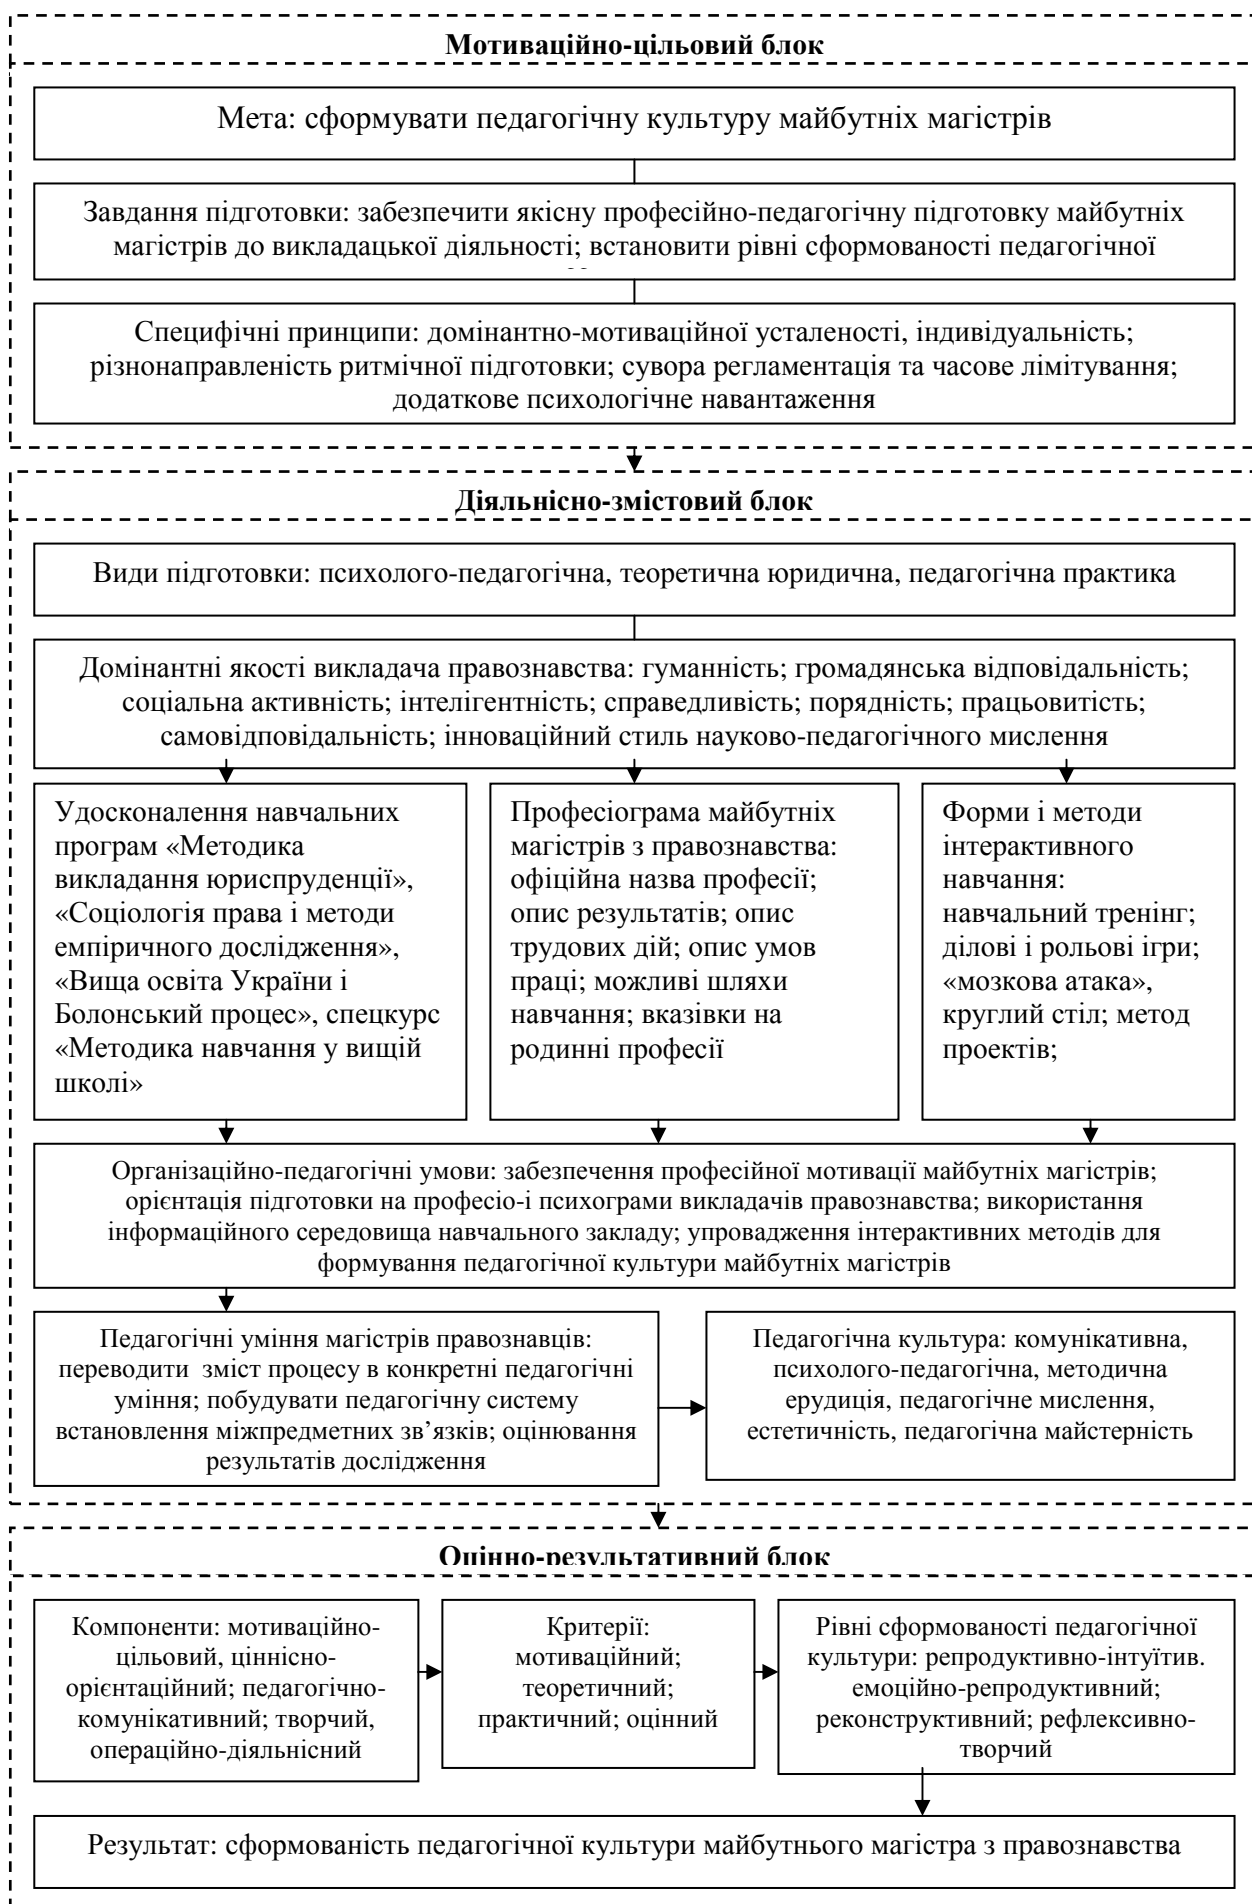 Мотиваційно-цільовий блок
Мета: сформувати педагогічну культуру майбутніх магістрів
Завдання підготовки: забезпечити якісну професійно-педагогічну підготовку майбутніх
магістрів до викладацької діяльності; встановити рівні сформованості педагогічної
Специфічні принципи: домінантно-мотиваційної усталеності, індивідуальність;
різнонаправленість ритмічної підготовки; сувора регламентація та часове лімітування;
додаткове психологічне навантаження
Діяльнісно-змістовий блок
Види підготовки: психолого-педагогічна, теоретична юридична, педагогічна практика
Домінантні якості викладача правознавства: гуманність; громадянська відповідальність;
соціальна активність; інтелігентність; справедливість; порядність; працьовитість;
самовідповідальність; інноваційний стиль науково-педагогічного мислення
Удосконалення навчальних
програм «Методика
викладання юриспруденції»,
«Соціологія права і методи
емпіричного дослідження»,
«Вища освіта України і
Болонський процес», спецкурс
«Методика навчання у вищій
школі»
Професіограма майбутніх
магістрів з правознавства:
офіційна назва професії;
опис результатів; опис
трудових дій; опис умов
праці; можливі шляхи
навчання; вказівки на
родинні професії
Форми і методи
інтерактивного
навчання:
навчальний тренінг;
ділові і рольові ігри;
«мозкова атака»,
круглий стіл; метод
проектів;
Організаційно-педагогічні умови: забезпечення професійної мотивації майбутніх магістрів;
орієнтація підготовки на професіо-і психограми викладачів правознавства; використання
інформаційного середовища навчального закладу; упровадження інтерактивних методів для
формування педагогічної культури майбутніх магістрів
Педагогічні уміння магістрів правознавців:
переводити зміст процесу в конкретні педагогічні
уміння; побудувати педагогічну систему
встановлення міжпредметних зв’язків; оцінювання
результатів дослідження
Педагогічна культура: комунікативна,
психолого-педагогічна, методична
ерудиція, педагогічне мислення,
естетичність, педагогічна майстерність
Оцінно-результативний блок
Компоненти: мотиваційно-
цільовий, ціннісно-
орієнтаційний; педагогічно-
комунікативний; творчий,
операційно-діяльнісний
Критерії:
мотиваційний;
теоретичний;
практичний; оцінний
Рівні сформованості педагогічної
культури: репродуктивно-інтуїтив.
емоційно-репродуктивний;
реконструктивний; рефлексивно-
творчий
Результат: сформованість педагогічної культури майбутнього магістра з правознавства